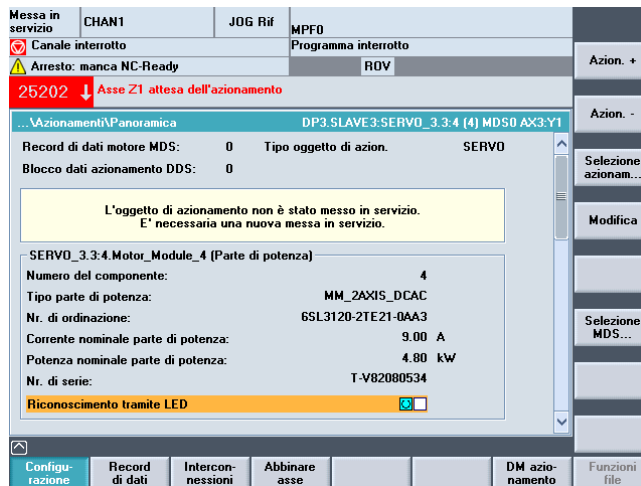 Messa in
servizio
CHAN1
JOG Rif
MPF0
Canale interrotto
Programma interrotto
Arresto: manca NC-Ready
ROV
25202 Asse Z1 attesa dell'azionamento
...\Azionamenti\Panoramica DP3.SLAVE3:SERVO_3.3:4 (4) MDS0 AX3:Y1
Record di dati motore MDS: 0 Tipo oggetto di azion. SERVO
Blocco dati azionamento DDS: 0
L'oggetto di azionamento non è stato messo in servizio.
E' necessaria una nuova messa in servizio.
SERVO_3.3:4.Motor_Module_4 (Parte di potenza)
Numero del componente: 4
Tipo parte di potenza: MM_2AXIS_DCAC
Nr. di ordinazione: 6SL3120-2TE21-0AA3
Corrente nominale parte di potenza: 9.00 A
Potenza nominale parte di potenza: 4.80 kW
Nr. di serie: T-V82080534
Riconoscimento tramite LED
Azion. +
Azion. -
Selezione
azionam...
Modifica
Selezione
MDS...
Configu-
razione
Record
di dati
Intercon-
nessioni
Abbinare
asse
DM azio-
namento
Funzioni
file